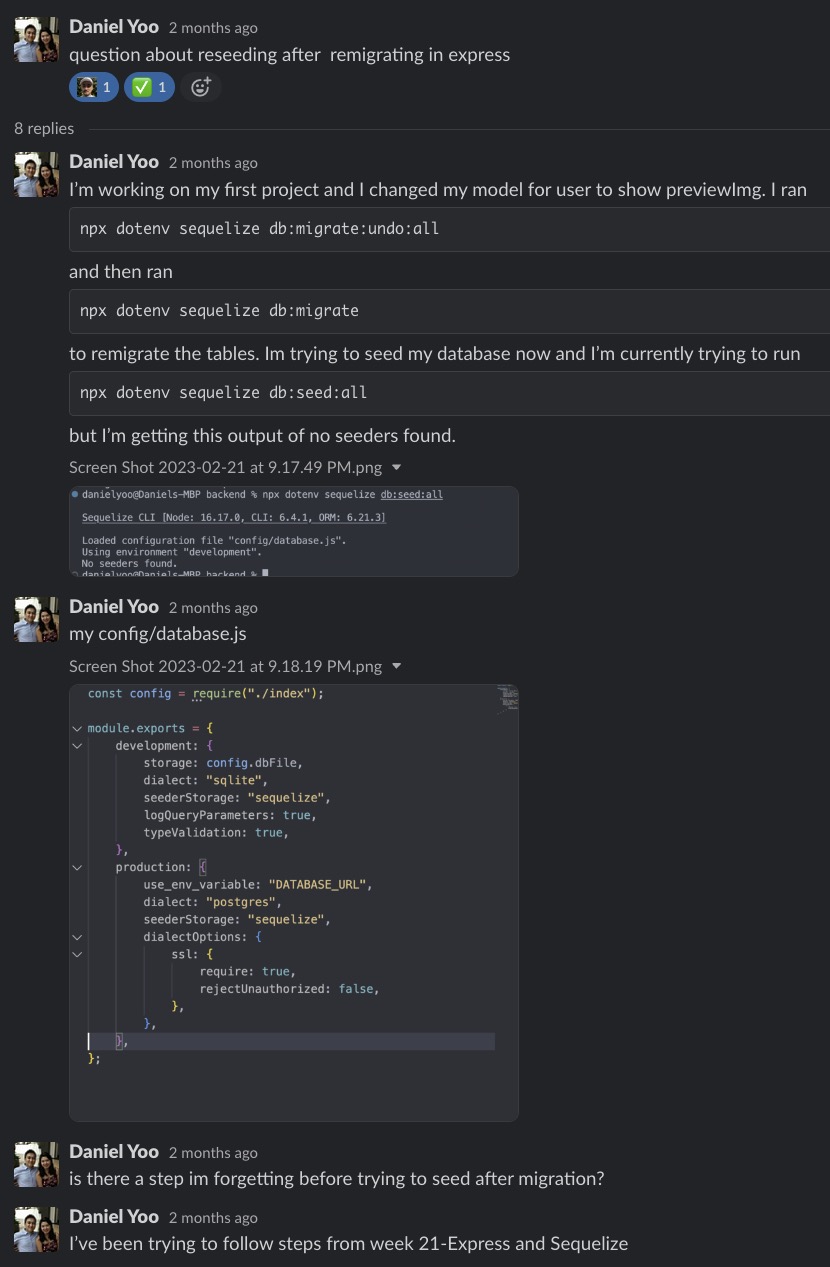 Daniel Yoo 2 months ago
question about reseeding after remigrating in express
1 1
8 replies
Daniel Yoo 2 months ago
I'm working on my first project and I changed my model for user to show previewImg. I ran
npx dotenv sequelize db:migrate:undo:all
and then ran
npx dotenv sequelize db:migrate
to remigrate the tables. Im trying to seed my database now and I'm currently trying to run
npx dotenv sequelize db:seed:all
but I'm getting this output of no seeders found.
Screen Shot 2023-02-21 at 9.17.49 PM.png
danielyoo@Daniels-MBP backend % npx dotenv sequelize db:seed:all
Sequelize CLI [Node: 16.17.0, CLI: 6.4.1, ORM: 6.21.3]
Loaded configuration file "config/database.js".
Using environment "development".
No seeders found.
danielyoo@Daniels-MBP backend %
Daniel Yoo 2 months ago
my config/database.js
Screen Shot 2023-02-21 at 9.18.19 PM.png
const config = require("./index");
module.exports = {
development: {
storage: config.dbFile,
dialect: "sqlite",
seederStorage: "sequelize",
logQueryParameters: true,
typeValidation: true,
},
production: {
use_env_variable: "DATABASE_URL",
dialect: "postgres",
seederStorage: "sequelize",
dialectOptions: {
ssl: {
require: true,
rejectUnauthorized: false,
},
},
},
};
Daniel Yoo 2 months ago
is there a step im forgetting before trying to seed after migration?
Daniel Yoo 2 months ago
I've been trying to follow steps from week 21-Express and Sequelize